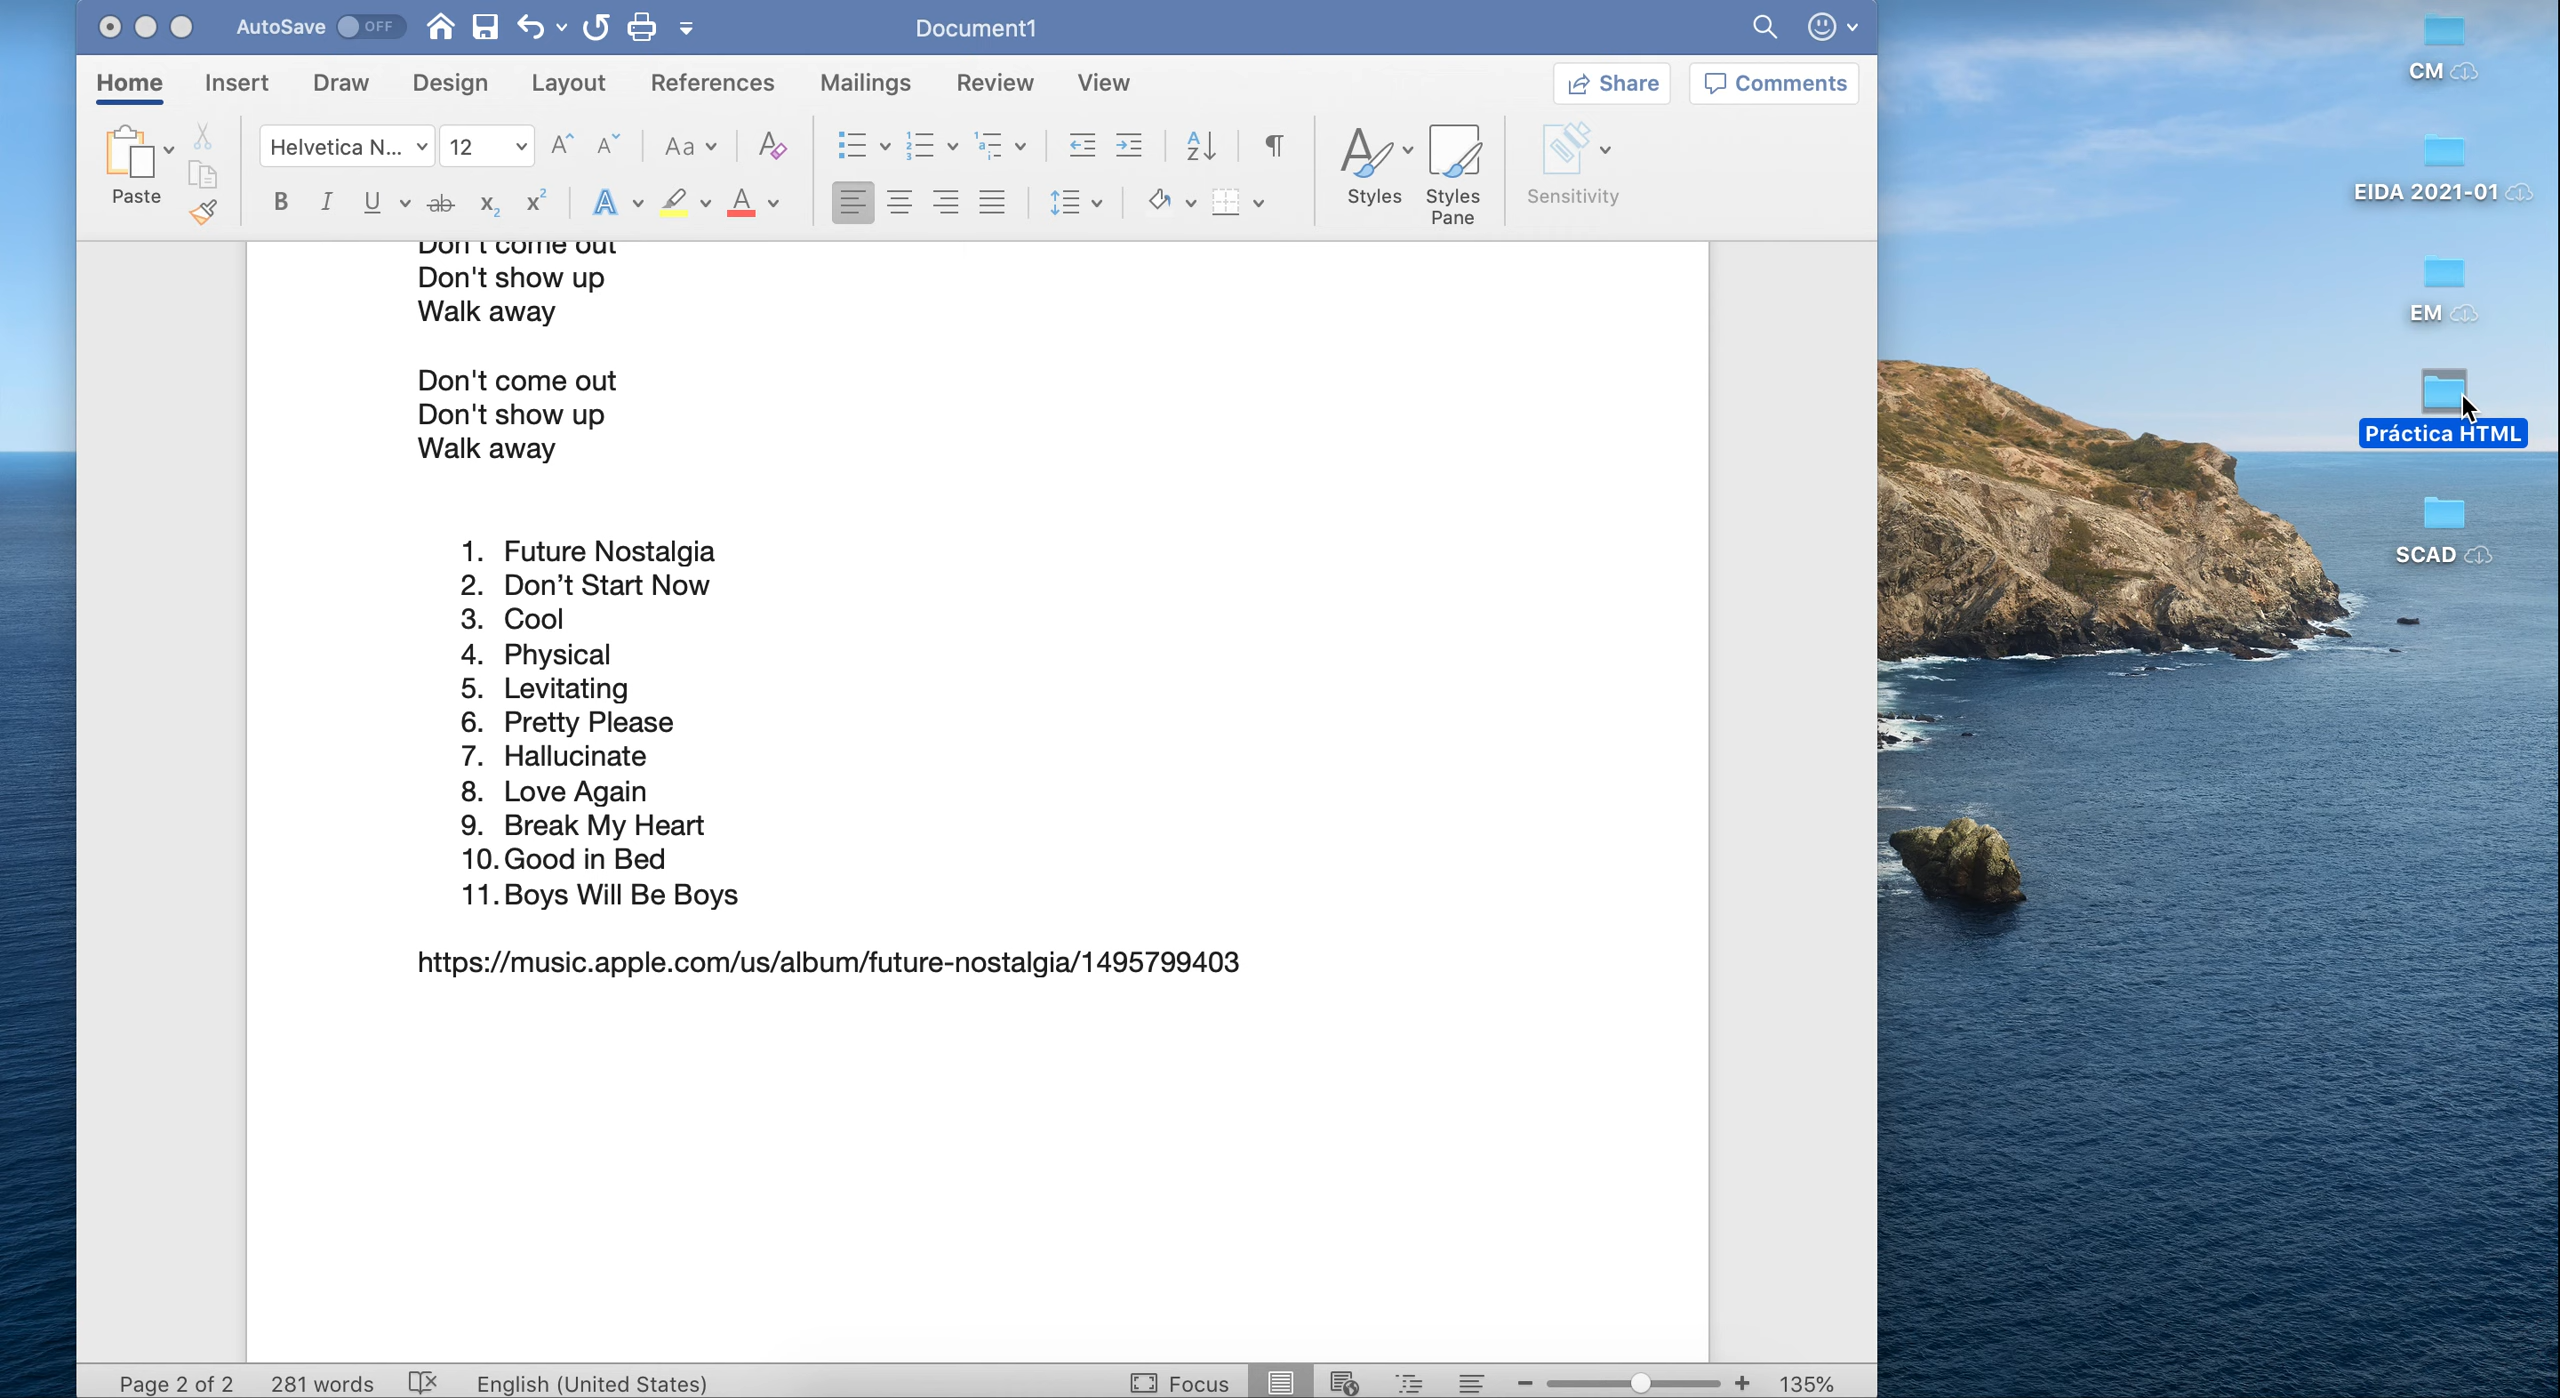 AutoSave OFF
Document1
Home Insert Draw Design Layout References Mailings Review View
Share Comments
Paste
Helvetica N... 12
Styles
Styles Pane
Sensitivity
Don't come out
Don't show up
Walk away
Don't come out
Don't show up
Walk away
1. Future Nostalgia
2. Don’t Start Now
3. Cool
4. Physical
5. Levitating
6. Pretty Please
7. Hallucinate
8. Love Again
9. Break My Heart
10. Good in Bed
11. Boys Will Be Boys
https://music.apple.com/us/album/future-nostalgia/1495799403
Page 2 of 2 281 words English (United States) Focus 135%
CM
EIDA 2021-01
EM
Práctica HTML
SCAD